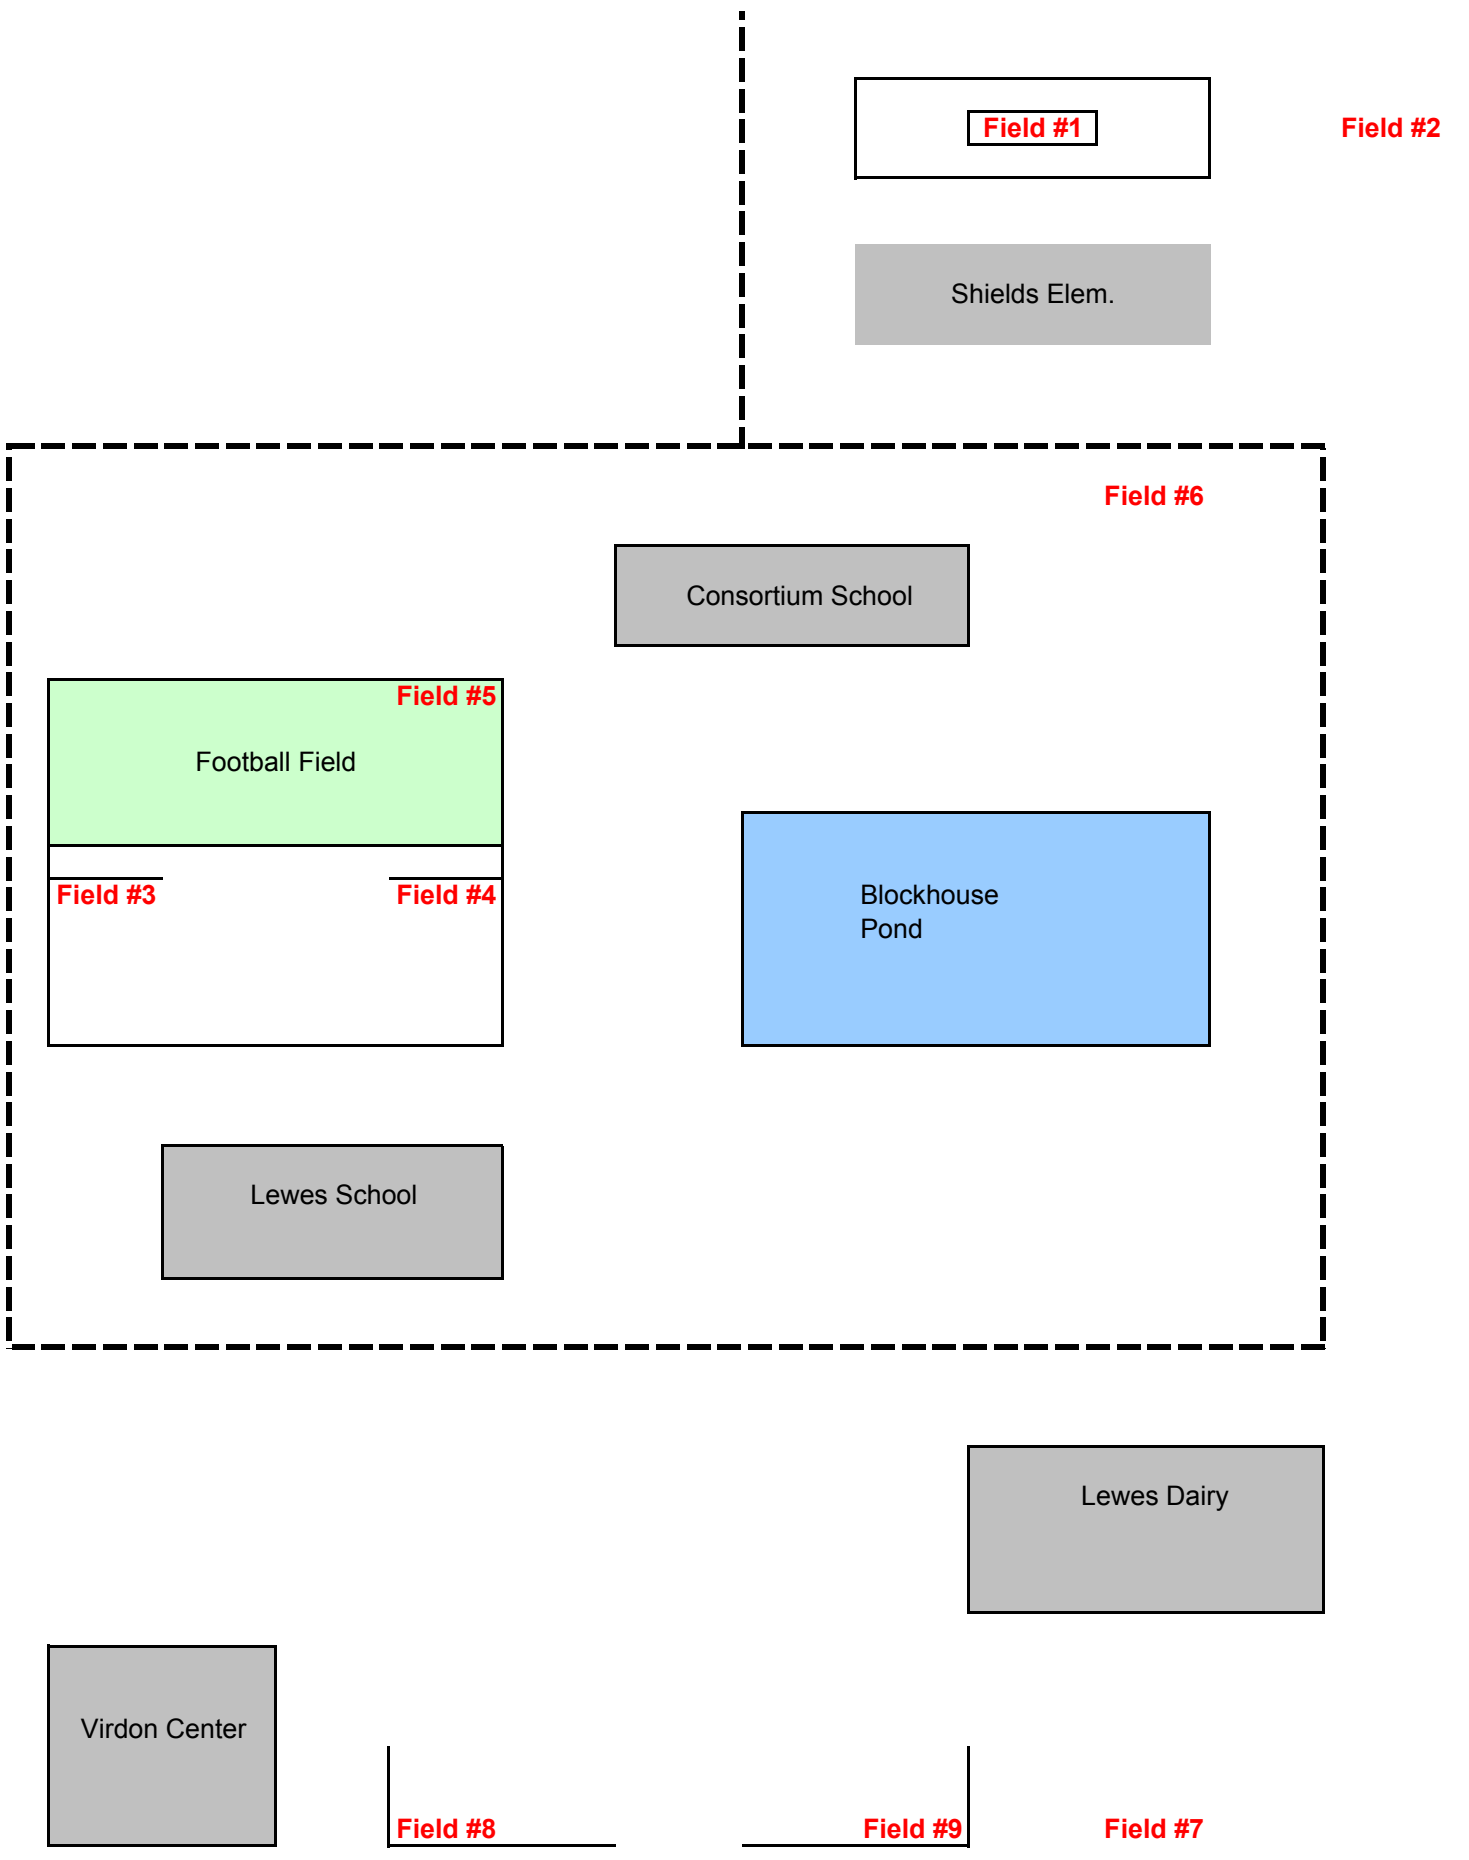 Field #1
Field #2
Shields Elem.
Field #6
Consortium School
Field #5
Football Field
Field #3
Field #4
Blockhouse
Pond
Lewes School
Lewes Dairy
Virdon Center
Field #8
Field #9
Field #7